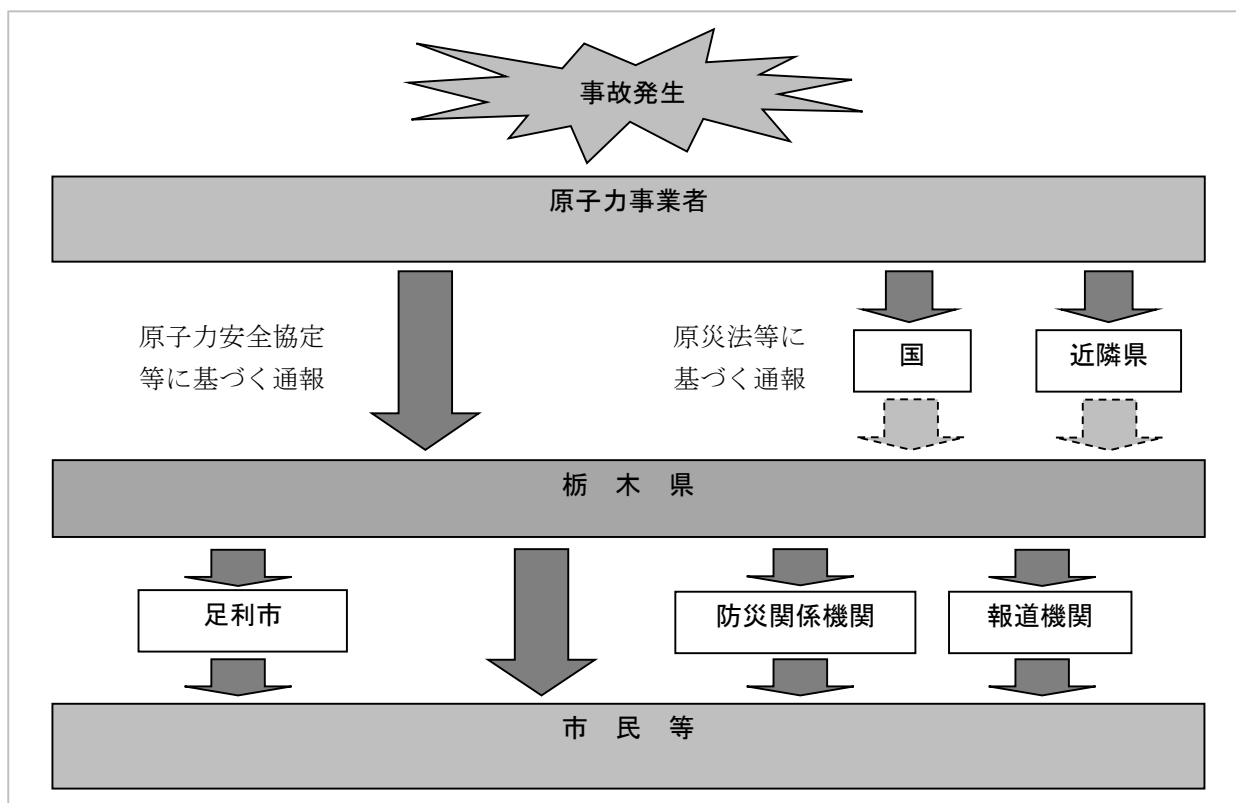 事故発生
原子力事業者
原子力安全協定
等に基づく通報
原災法等に
基づく通報
国
近隣県
栃 木 県
足利市
防災関係機関
報道機関
市 民 等